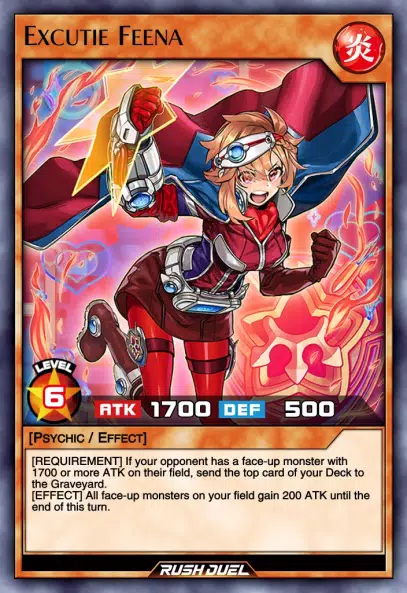 EXCUTIE FEENA
炎
LEVEL
6
ATK 1700 DEF 500
[PSYCHIC / EFFECT]
[REQUIREMENT] If your opponent has a face-up monster with
1700 or more ATK on their field, send the top card of your Deck to
the Graveyard.
[EFFECT] All face-up monsters on your field gain 200 ATK until the
end of this turn.
RUSH DUEL